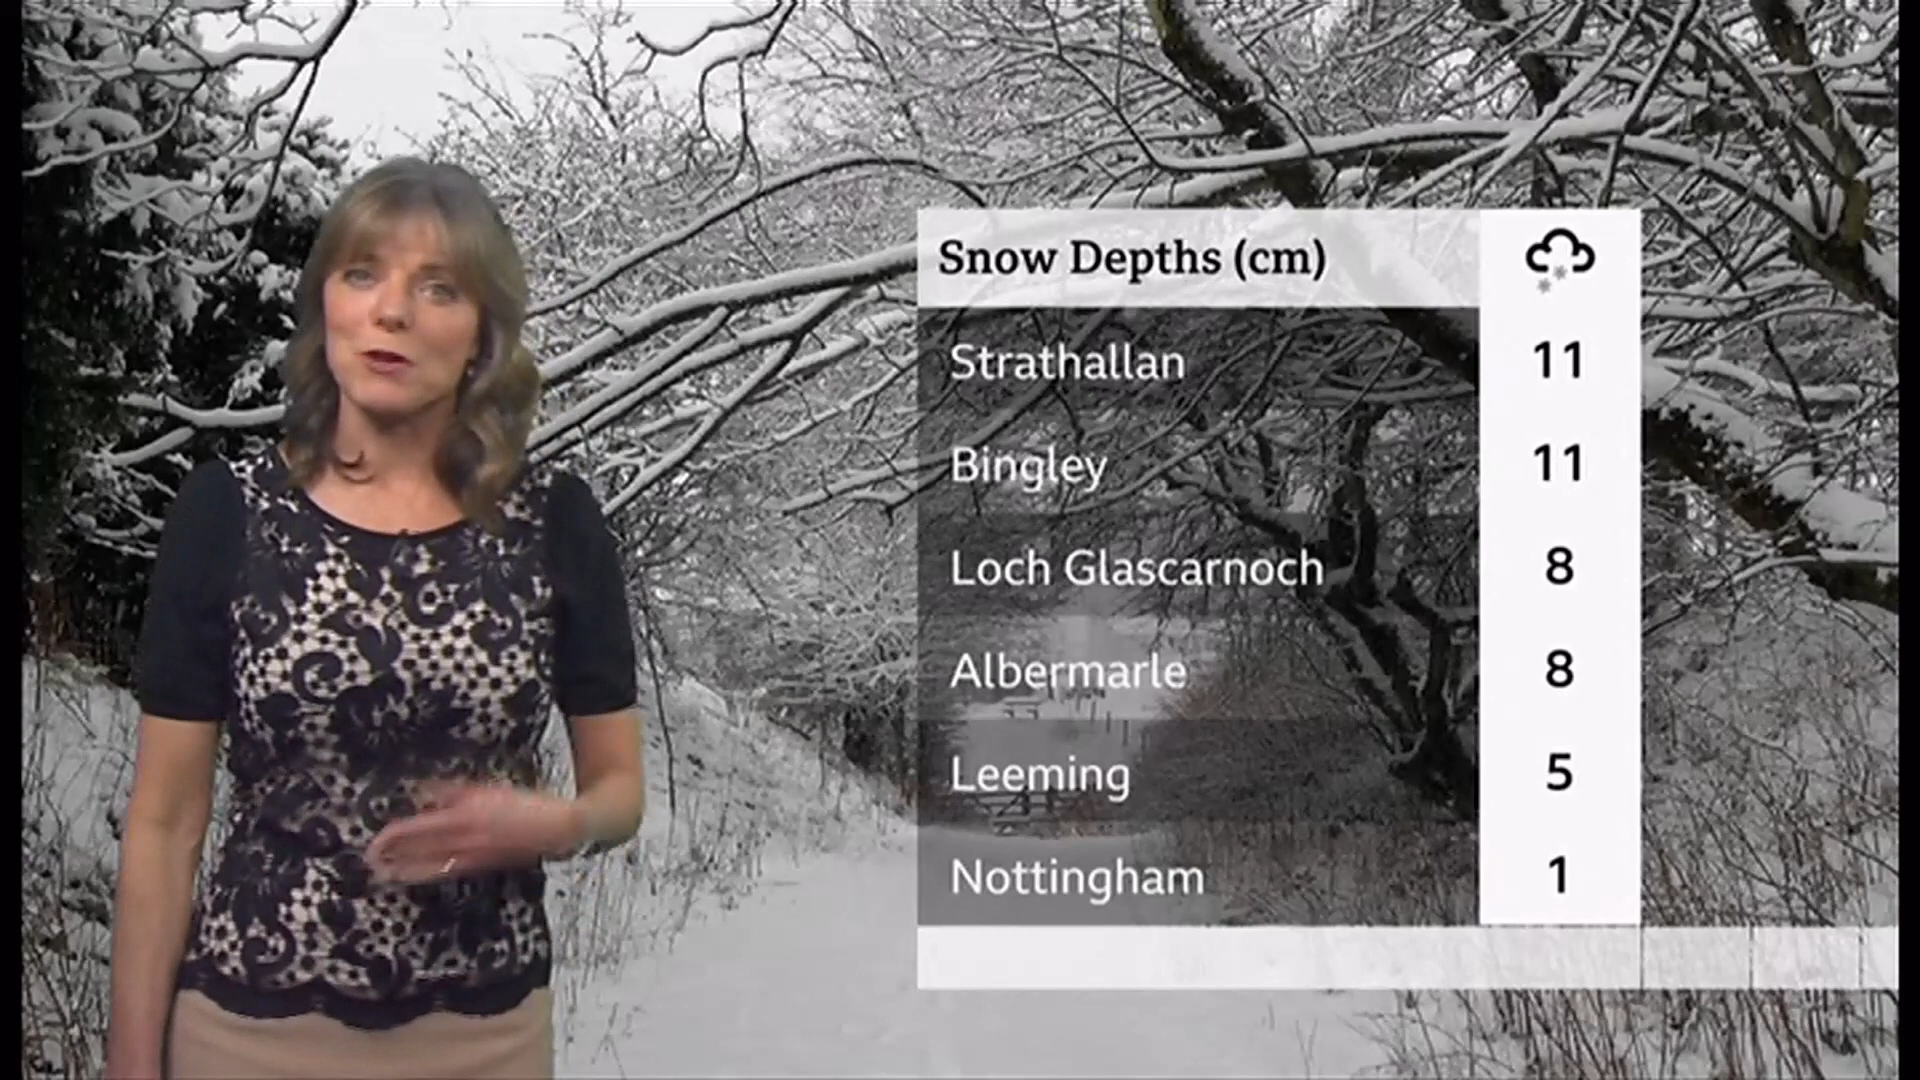 Snow Depths (cm)
Strathallan 11
Bingley 11
Loch Glascarnoch 8
Albermarle 8
Leeming 5
Nottingham 1